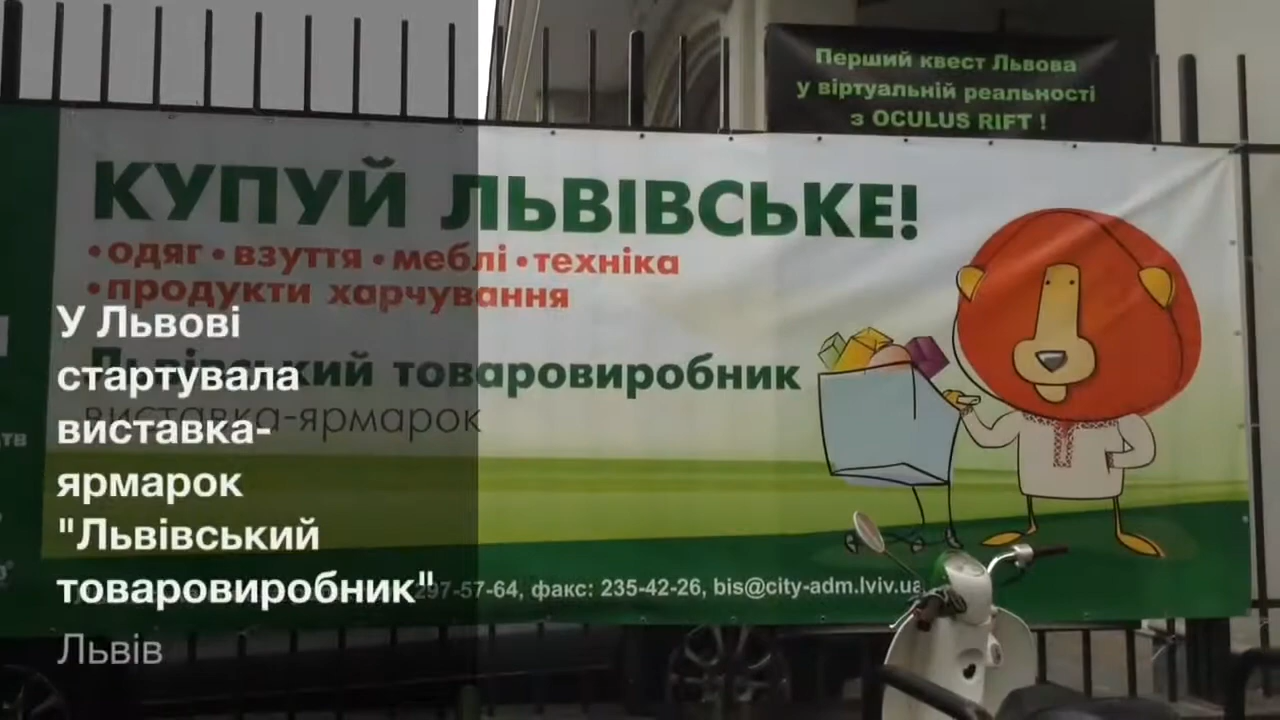 Перший квест Львова
у віртуальній реальності
з OCULUS RIFT !
КУПУЙ ЛЬВІВСЬКЕ!
• одяг • взуття • меблі • техніка
• продукти харчування
Львівський товаровиробник
виставка-ярмарок
297-57-64, факс: 235-42-26, bis@city-adm.lviv.ua
У Львові
стартувала
виставка-
ярмарок
"Львівський
товаровиробник"
Львів